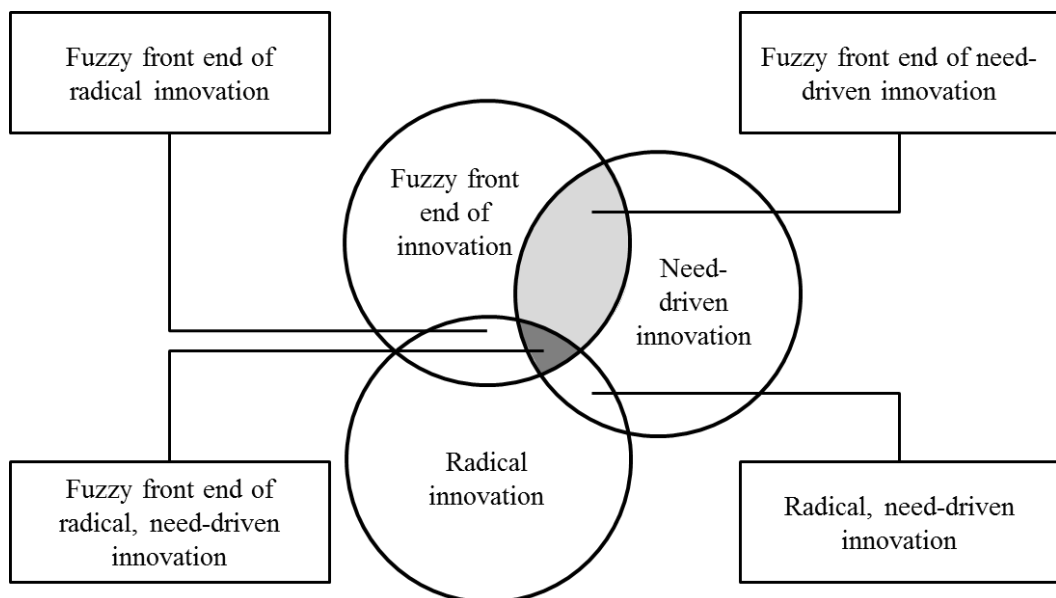 Fuzzy front end of
radical innovation
Fuzzy front end of need-
driven innovation
Fuzzy front
end of
innovation
Need-
driven
innovation
Radical
innovation
Fuzzy front end of
radical, need-driven
innovation
Radical, need-driven
innovation